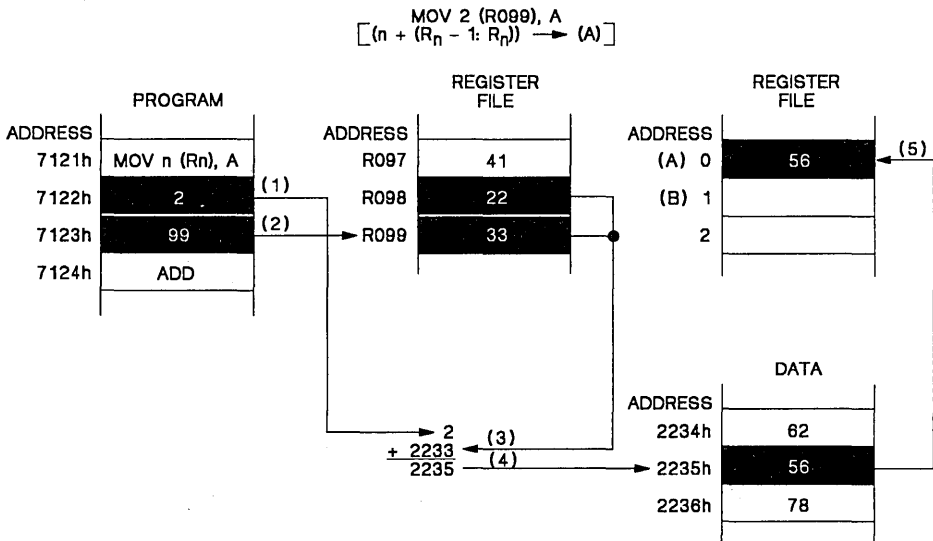 MOV 2 (R099), A
[(n + (Rn – 1: Rn)) → (A)]
PROGRAM
ADDRESS
7121h MOV n (Rn), A
7122h 2 (1)
7123h 99 (2)
7124h ADD
REGISTER
FILE
ADDRESS
R097 41
R098 22
R099 33
REGISTER
FILE
ADDRESS
(A) 0 56 (5)
(B) 1
2
2
+ 2233 (3)
2235 (4)
DATA
ADDRESS
2234h 62
2235h 56
2236h 78